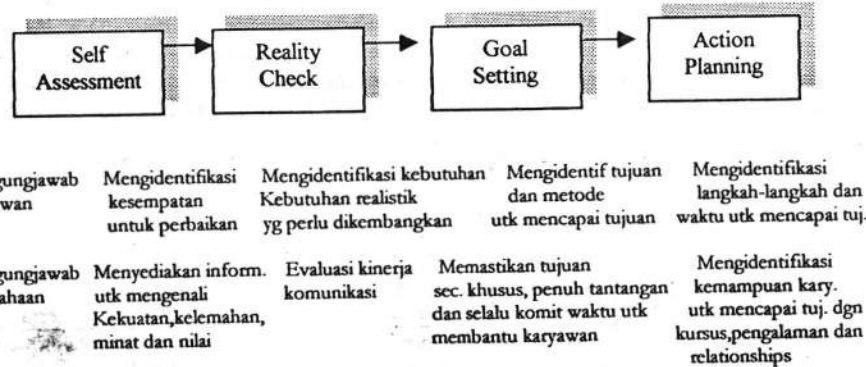 Self
Assessment
Reality
Check
Goal
Setting
Action
Planning
gungjawab
wan
Mengidentifikasi
kesempatan
untuk perbaikan
Mengidentifikasi kebutuhan
Kebutuhan realistik
yg perlu dikembangkan
Mengidentif tujuan
dan metode
utk mencapai tujuan
Mengidentifikasi
langkah-langkah dan
waktu utk mencapai tuj.
gungjawab
ahaan
Menyediakan inform.
utk mengenali
Kekuatan,kelemahan,
minat dan nilai
Evaluasi kinerja
komunikasi
Memastikan tujuan
sec. khusus, penuh tantangan
dan selalu komit waktu utk
membantu karyawan
Mengidentifikasi
kemampuan kary.
utk mencapai tuj. dgn
kursus,pengalaman dan
relationships